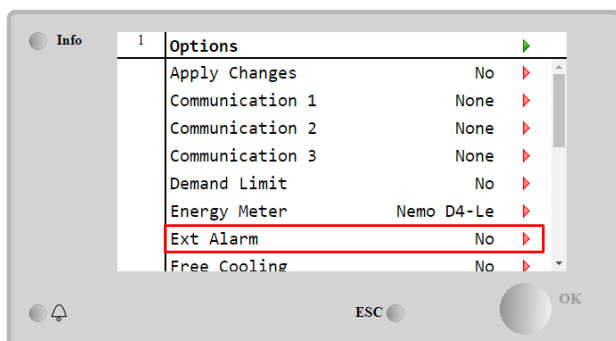 Info
1 Options
Apply Changes No
Communication 1 None
Communication 2 None
Communication 3 None
Demand Limit No
Energy Meter Nemo D4-Le
Ext Alarm No
Free Cooling No
ESC OK